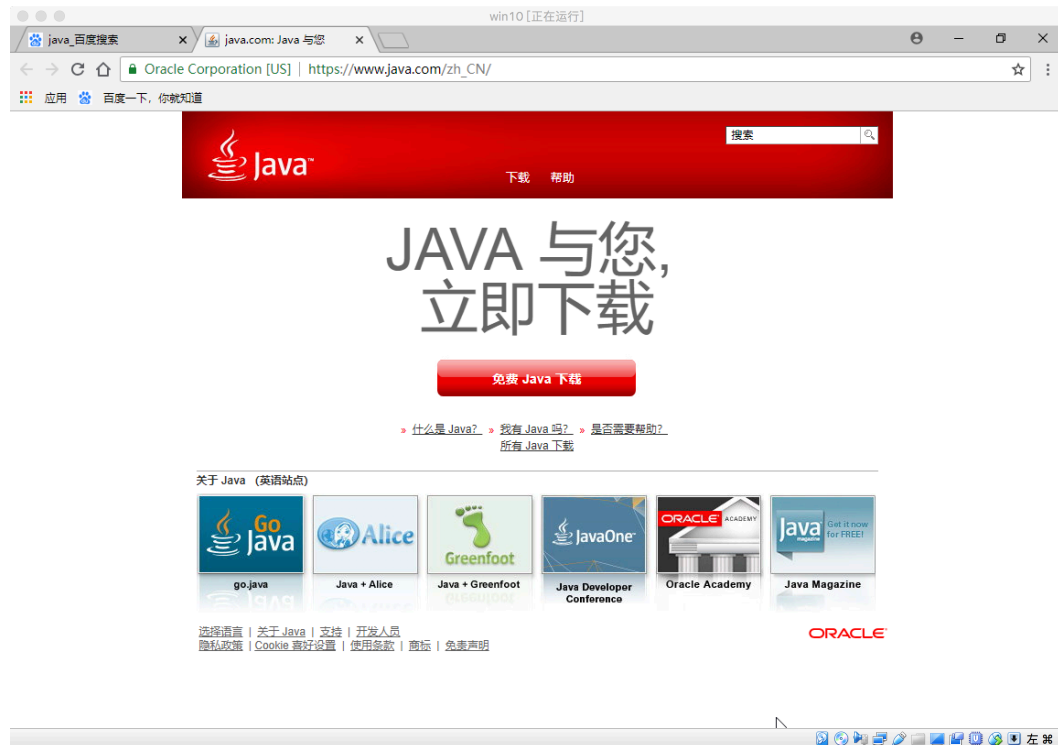 win10 [正在运行]
java_百度搜索
java.com: Java 与您
Oracle Corporation [US] | https://www.java.com/zh_CN/
应用 百度一下，你就知道
Java™
搜索
下载 帮助
JAVA 与您,
立即下载
免费 Java 下载
» 什么是 Java? » 我有 Java 吗? » 是否需要帮助?
所有 Java 下载
关于 Java (英语站点)
Go Java
Alice
Greenfoot
JavaOne
ORACLE ACADEMY
Java magazine Get it now for FREE!
go.java
Java + Alice
Java + Greenfoot
Java Developer
Conference
Oracle Academy
Java Magazine
选择语言 | 关于 Java | 支持 | 开发人员
隐私政策 | Cookie 喜好设置 | 使用条款 | 商标 | 免责声明
ORACLE
左 ⌘